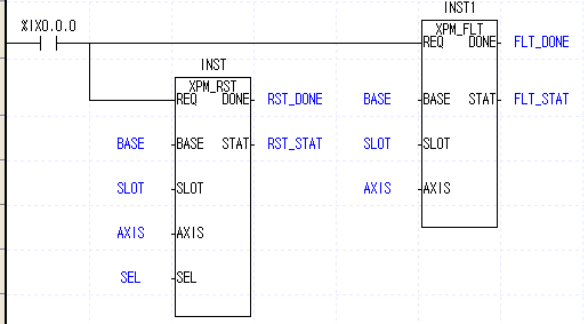 INST1
%IX0.0.0
XPM_FLT
REQ DONE FLT_DONE
INST
XPM_RST
REQ DONE RST_DONE
BASE BASE STAT FLT_STAT
BASE BASE STAT RST_STAT
SLOT SLOT
SLOT SLOT
AXIS AXIS
AXIS AXIS
SEL SEL